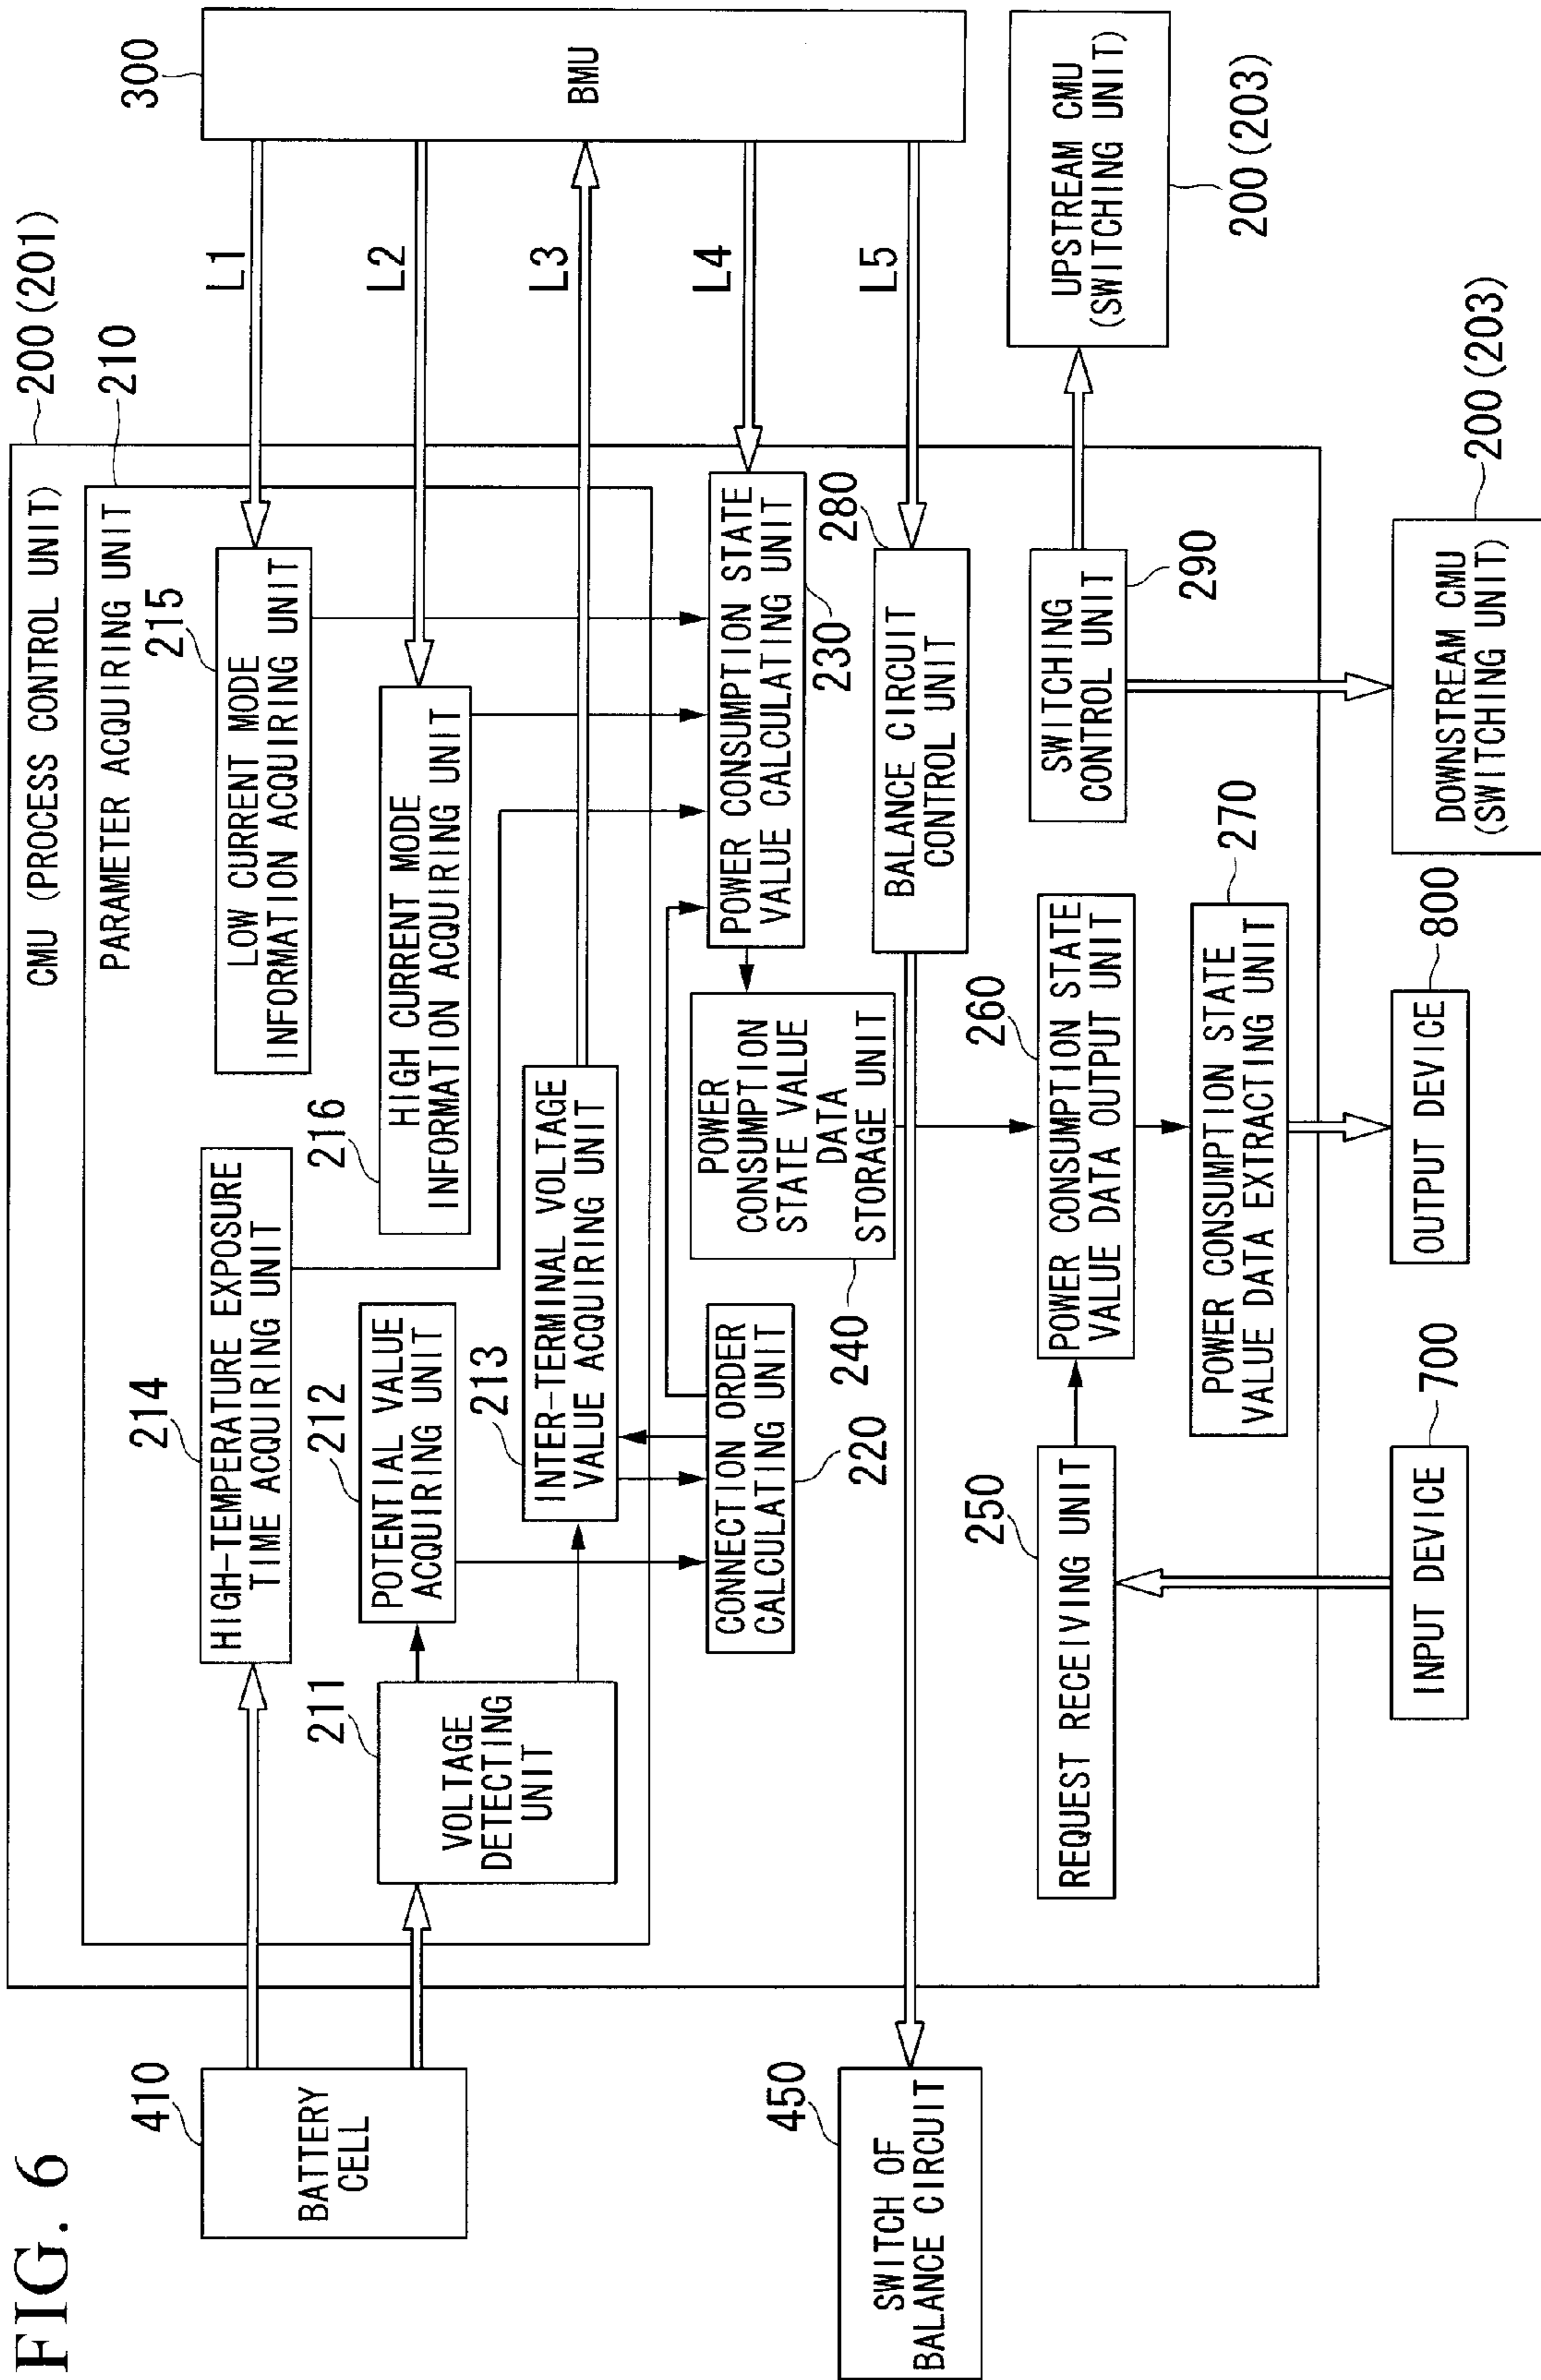 FIG. 6
CMU (PROCESS CONTROL UNIT)
200(201)
PARAMETER ACQUIRING UNIT
210
410
BATTERY
CELL
214
HIGH-TEMPERATURE EXPOSURE
TIME ACQUIRING UNIT
215
LOW CURRENT MODE
INFORMATION ACQUIRING UNIT
L1
300
BMU
211
VOLTAGE
DETECTING
UNIT
212
POTENTIAL VALUE
ACQUIRING UNIT
216
HIGH CURRENT MODE
INFORMATION ACQUIRING UNIT
L2
213
INTER-TERMINAL VOLTAGE
VALUE ACQUIRING UNIT
L3
CONNECTION ORDER
CALCULATING UNIT
220
POWER
CONSUMPTION
STATE VALUE
DATA
STORAGE UNIT
240
POWER CONSUMPTION STATE
VALUE CALCULATING UNIT
230
L4
450
SWITCH OF
BALANCE CIRCUIT
BALANCE CIRCUIT
CONTROL UNIT
280
L5
250
REQUEST RECEIVING UNIT
260
POWER CONSUMPTION STATE
VALUE DATA OUTPUT UNIT
SWITCHING
CONTROL UNIT
290
UPSTREAM CMU
(SWITCHING UNIT)
200(203)
POWER CONSUMPTION STATE
VALUE DATA EXTRACTING UNIT
270
INPUT DEVICE
700
OUTPUT DEVICE
800
DOWNSTREAM CMU
(SWITCHING UNIT)
200(203)